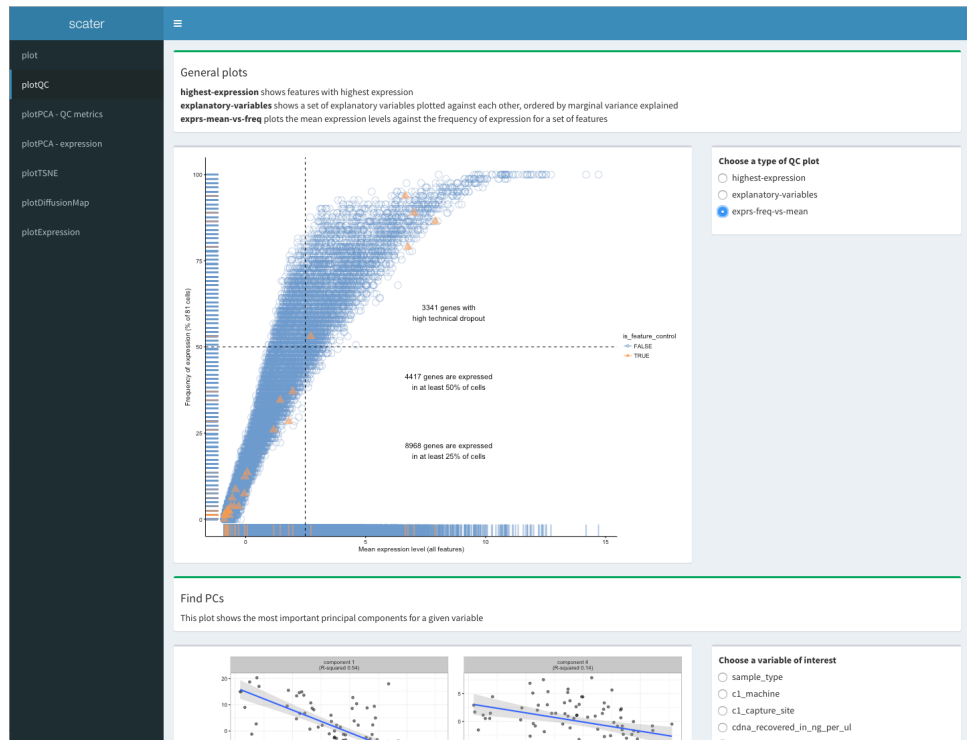 scater
plot
plotQC
plotPCA - QC metrics
plotPCA - expression
plotTSNE
plotDiffusionMap
plotExpression
General plots
highest-expression shows features with highest expression
explanatory-variables shows a set of explanatory variables plotted against each other, ordered by marginal variance explained
exprs-mean-vs-freq plots the mean expression levels against the frequency of expression for a set of features
100
75
50
25
0
Frequency of expression (% of 81 cells)
3341 genes with
high technical dropout
4417 genes are expressed
in at least 50% of cells
8968 genes are expressed
in at least 25% of cells
is_feature_control
FALSE
TRUE
0
5
10
15
Mean expression level (all features)
Choose a type of QC plot
highest-expression
explanatory-variables
exprs-freq-vs-mean
Find PCs
This plot shows the most important principal components for a given variable
component 1
(R-squared 0.54)
20
10
0
(R-squared 0.14)
5
0
Choose a variable of interest
sample_type
c1_machine
c1_capture_site
cdna_recovered_in_ng_per_ul